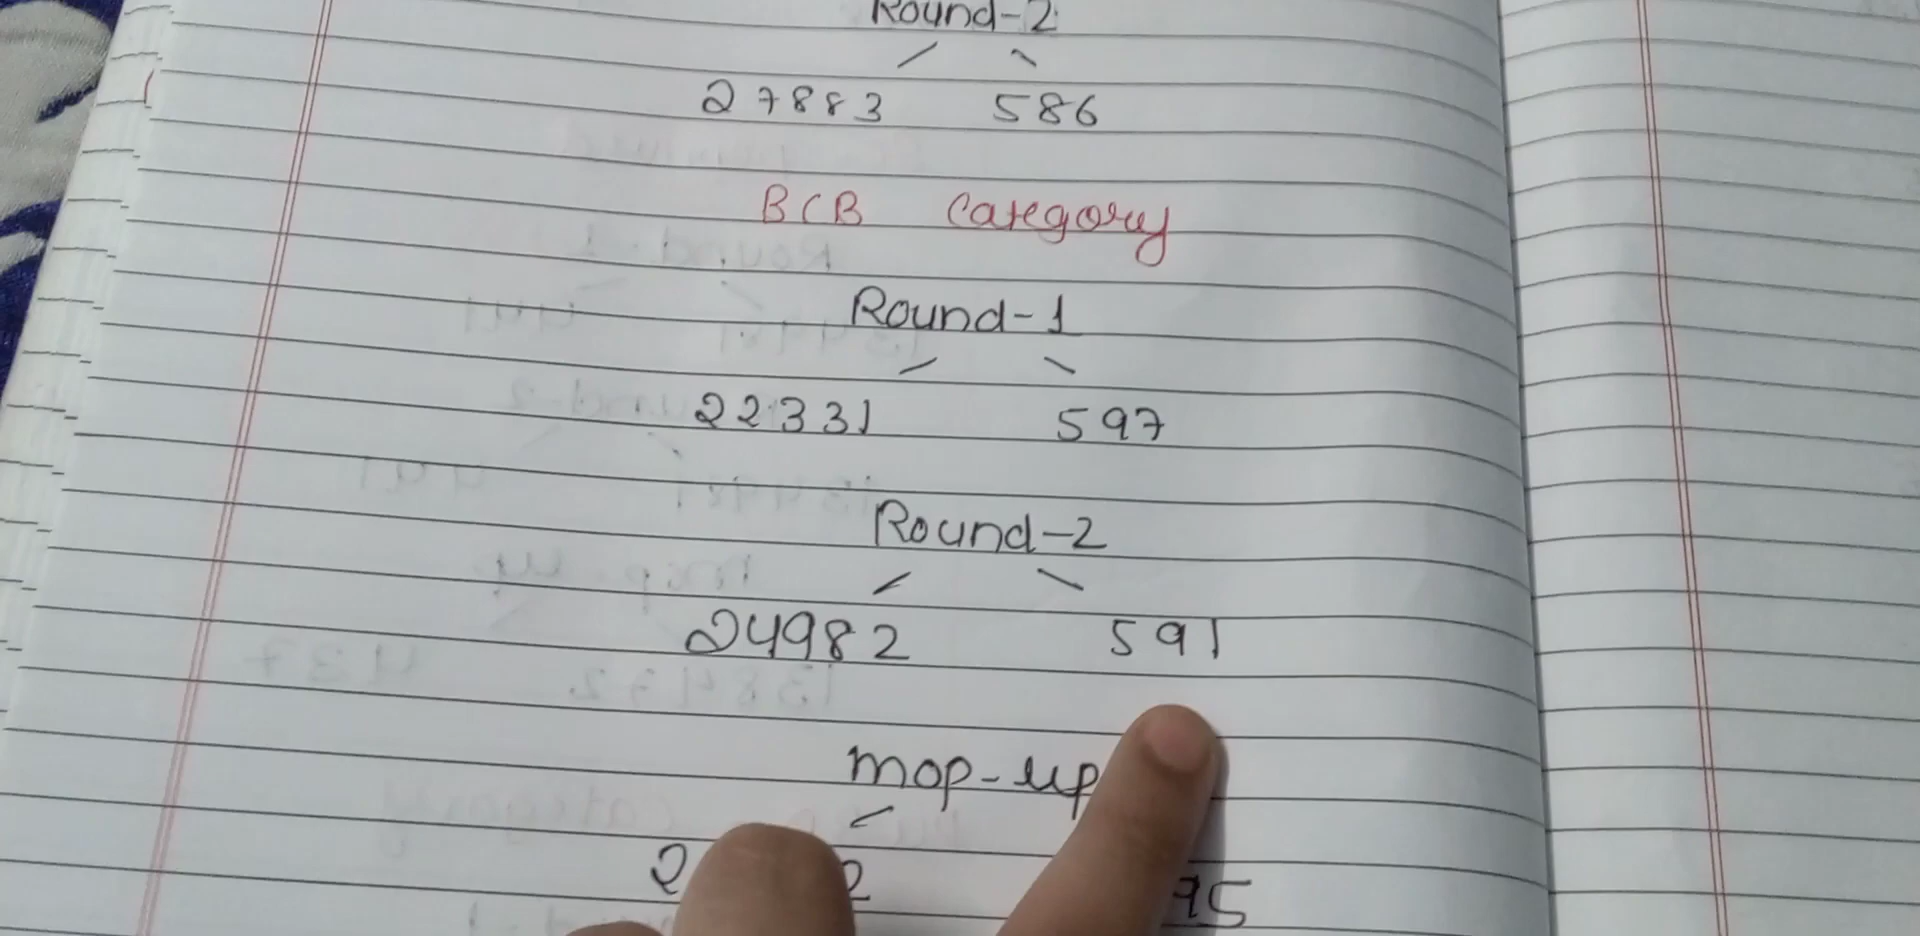 Round-2
27883 586
BCB Category
Round-1
22331 597
Round-2
24982 591
mop-up